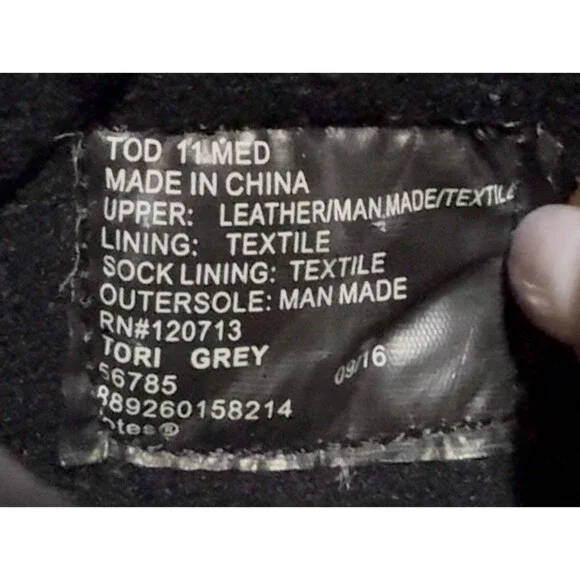 TOD 11 MED
MADE IN CHINA
UPPER: LEATHER/MAN MADE/TEXTILE
LINING: TEXTILE
SOCK LINING: TEXTILE
OUTERSOLE: MAN MADE
RN#120713
TORI GREY
56785 09/16
889260158214